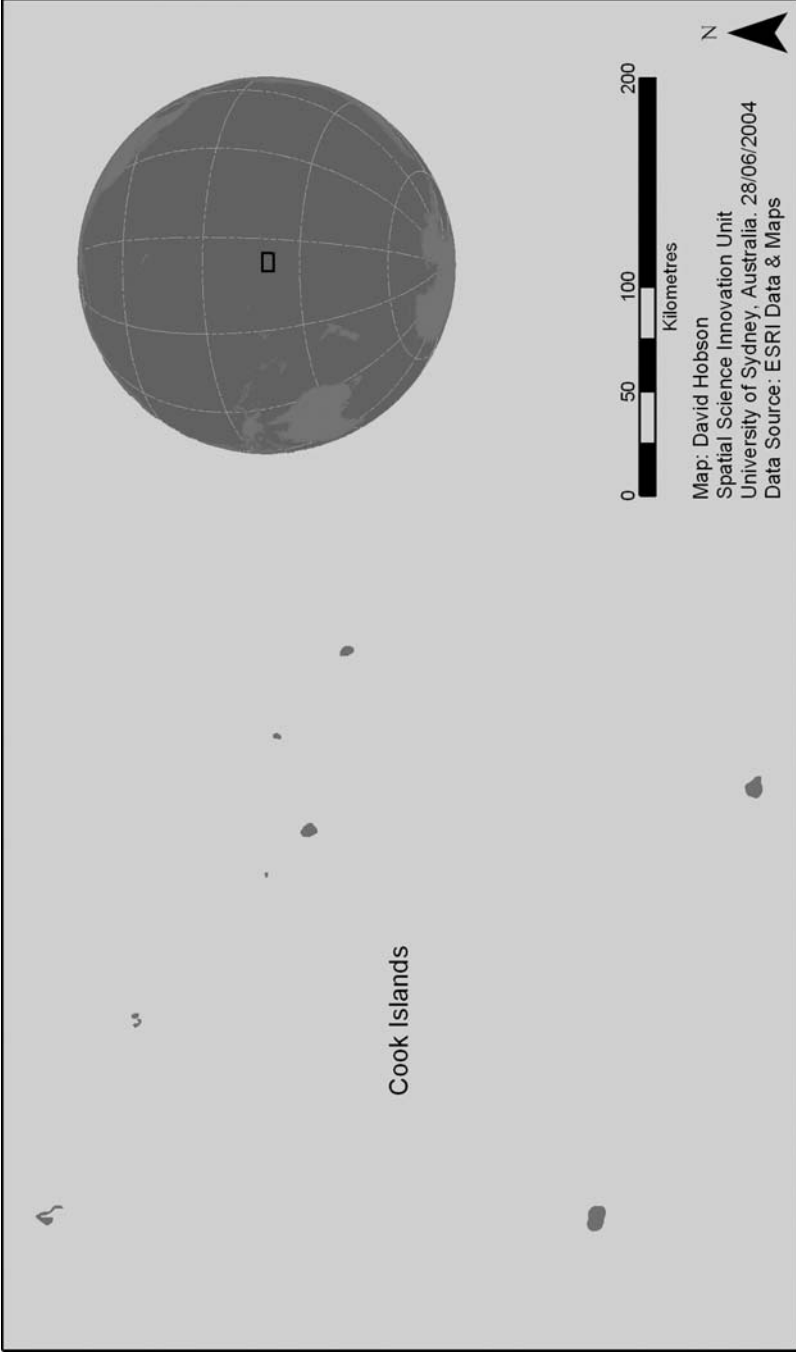 Cook Islands
0 50 100 200
Kilometres
Map: David Hobson
Spatial Science Innovation Unit
University of Sydney, Australia. 28/06/2004
Data Source: ESRI Data & Maps
N